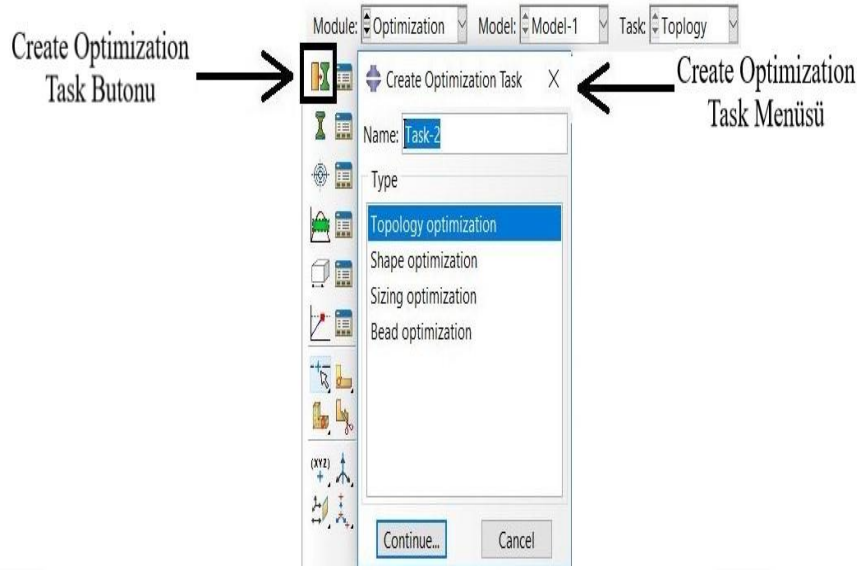 Module: Optimization Model: Model-1 Task: Toplogy
Create Optimization
Task Butonu
Create Optimization Task
Create Optimization
Task Menüsü
Name: Task-2
Type
Topology optimization
Shape optimization
Sizing optimization
Bead optimization
(XYZ)
Continue... Cancel